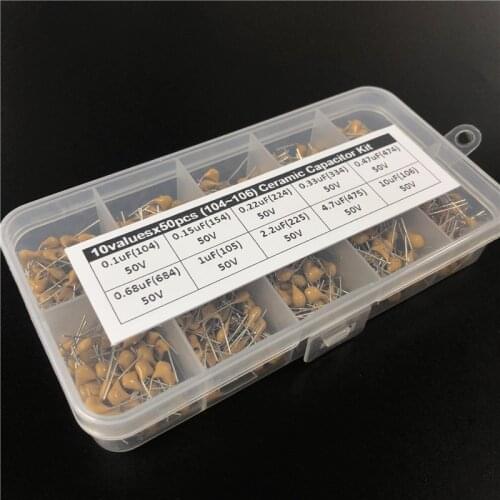 10valuesx50pcs (104~106) Ceramic Capacitor Kit
0.1uF(104) 0.15uF(154) 0.22uF(224) 0.33uF(334) 0.47uF(474)
50V 50V 50V 50V 50V
0.68uF(684) 1uF(105) 2.2uF(225) 4.7uF(475) 10uF(106)
50V 50V 50V 50V 50V